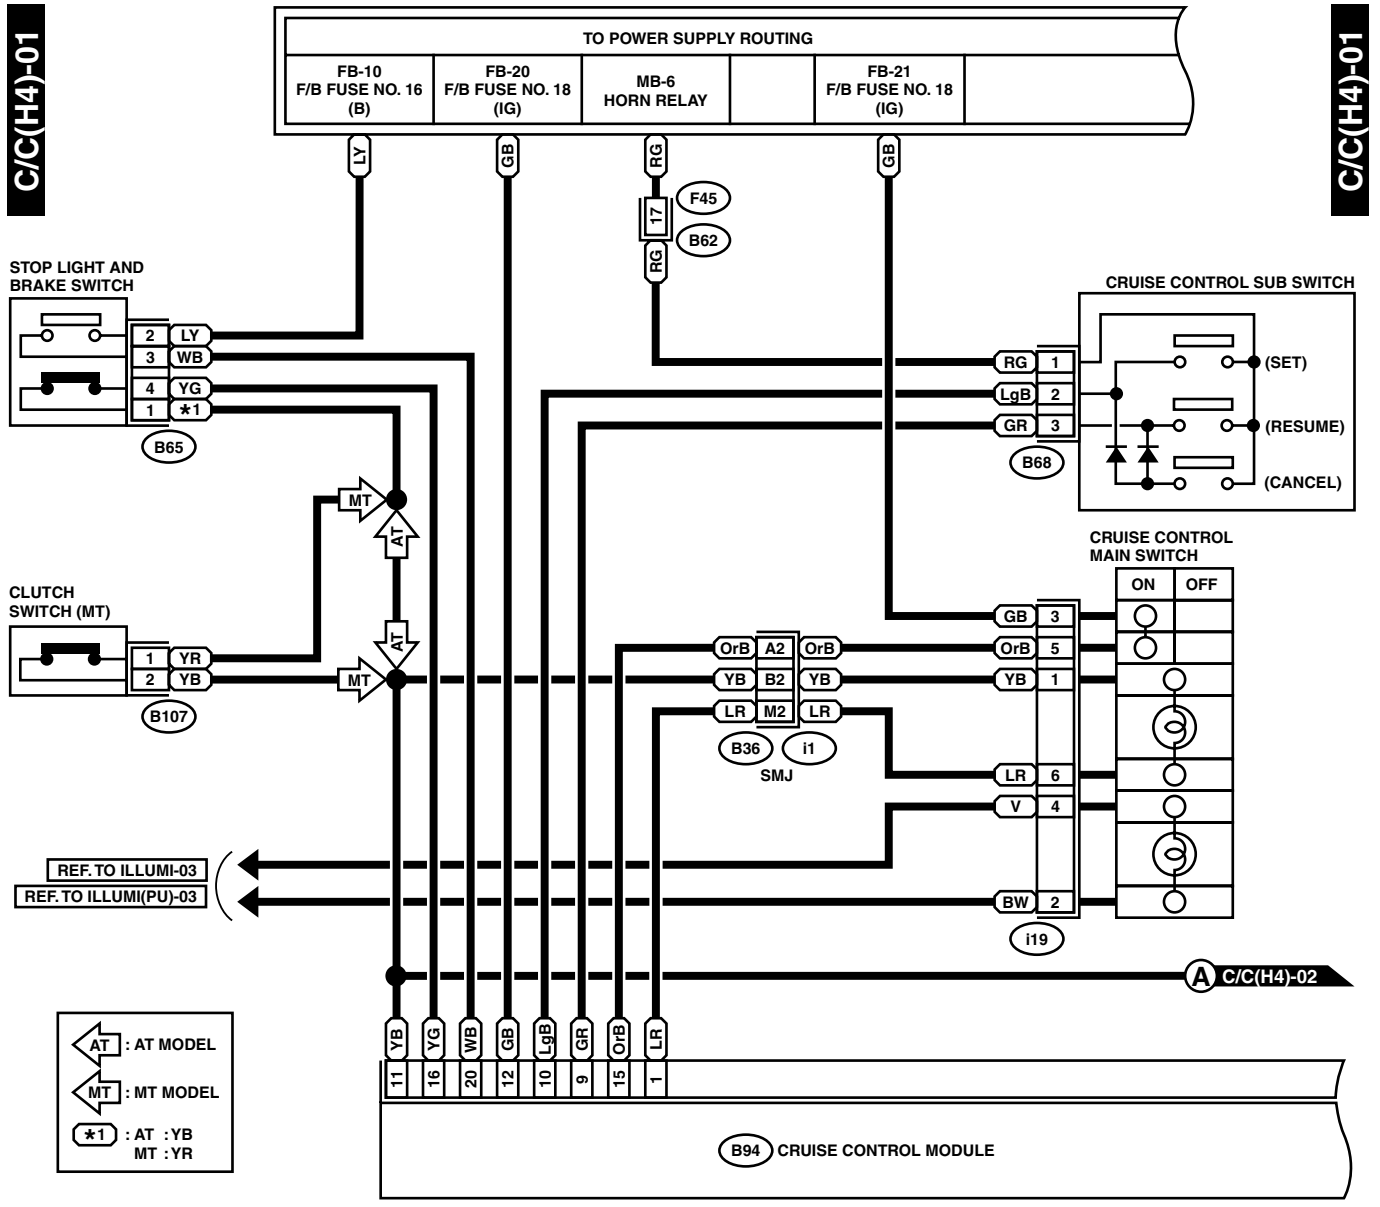 C/C(H4)-01
C/C(H4)-01
TO POWER SUPPLY ROUTING
FB-10
F/B FUSE NO. 16
(B)
FB-20
F/B FUSE NO. 18
(IG)
MB-6
HORN RELAY
FB-21
F/B FUSE NO. 18
(IG)
LY
GB
RG
GB
17
F45
B62
RG
STOP LIGHT AND
BRAKE SWITCH
2 LY
3 WB
4 YG
1 *1
B65
CRUISE CONTROL SUB SWITCH
RG 1
LgB 2
GR 3
B68
(SET)
(RESUME)
(CANCEL)
MT
AT
CLUTCH
SWITCH (MT)
1 YR
2 YB
B107
AT
MT
CRUISE CONTROL
MAIN SWITCH
ON OFF
GB 3
OrB A2 OrB
OrB 5
YB B2 YB
YB 1
LR M2 LR
B36 i1
SMJ
LR 6
V 4
BW 2
i19
REF. TO ILLUMI-03
REF. TO ILLUMI(PU)-03
A C/C(H4)-02
AT : AT MODEL
MT : MT MODEL
*1 : AT : YB
MT : YR
YB YG WB GB LgB GR OrB LR
11 16 20 12 10 9 15 1
B94 CRUISE CONTROL MODULE